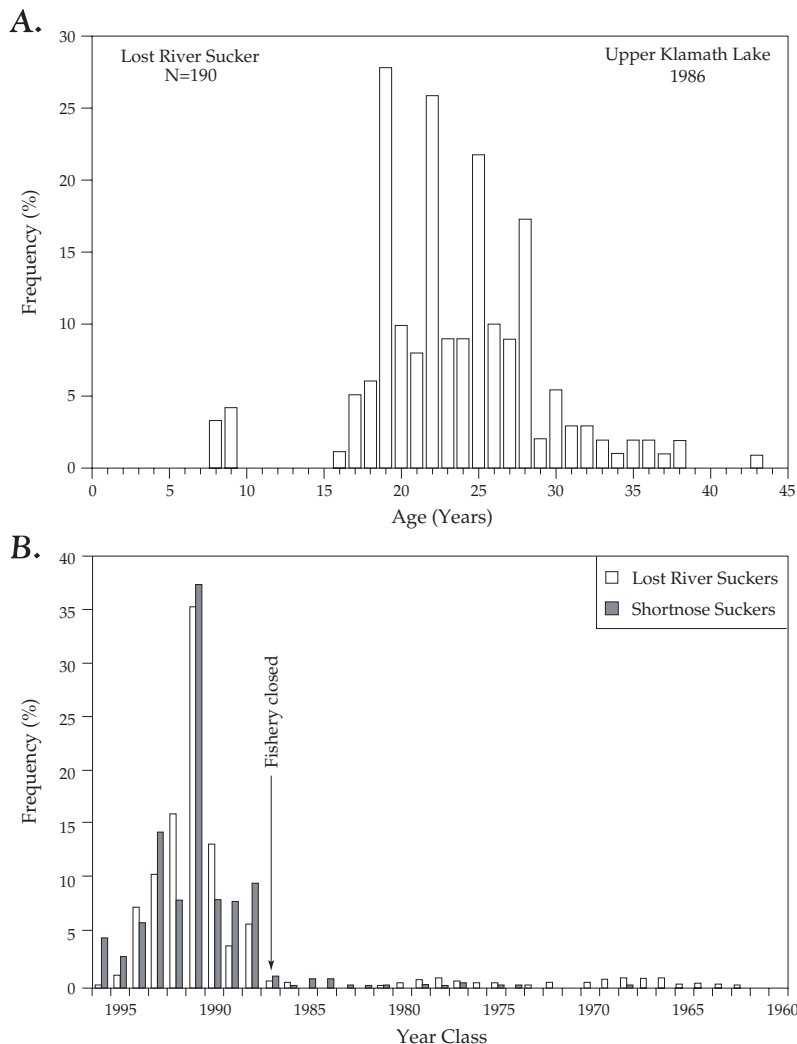 A.
Lost River Sucker
N=190
Upper Klamath Lake
1986
30
25
20
15
10
5
0
Frequency (%)
0 5 10 15 20 25 30 35 40 45
Age (Years)
B.
Lost River Suckers
Shortnose Suckers
Fishery closed
40
35
30
25
20
15
10
5
0
Frequency (%)
1995 1990 1985 1980 1975 1970 1965 1960
Year Class